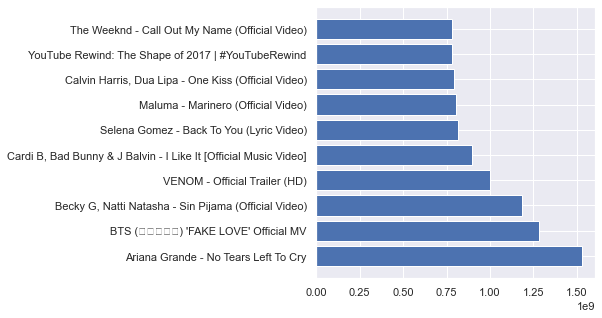 The Weeknd - Call Out My Name (Official Video)
YouTube Rewind: The Shape of 2017 | #YouTubeRewind
Calvin Harris, Dua Lipa - One Kiss (Official Video)
Maluma - Marinero (Official Video)
Selena Gomez - Back To You (Lyric Video)
Cardi B, Bad Bunny & J Balvin - I Like It [Official Music Video]
VENOM - Official Trailer (HD)
Becky G, Natti Natasha - Sin Pijama (Official Video)
BTS (□□□□□) 'FAKE LOVE' Official MV
Ariana Grande - No Tears Left To Cry
0.00 0.25 0.50 0.75 1.00 1.25 1.50
1e9